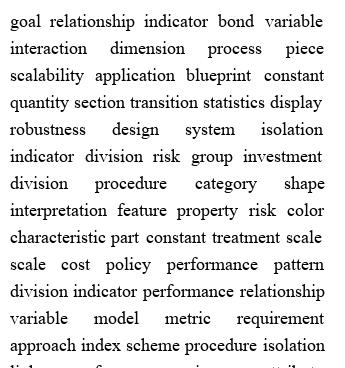 goal relationship indicator bond variable
interaction dimension process piece
scalability application blueprint constant
quantity section transition statistics display
robustness design system isolation
indicator division risk group investment
division procedure category shape
interpretation feature property risk color
characteristic part constant treatment scale
scale cost policy performance pattern
division indicator performance relationship
variable model metric requirement
approach index scheme procedure isolation